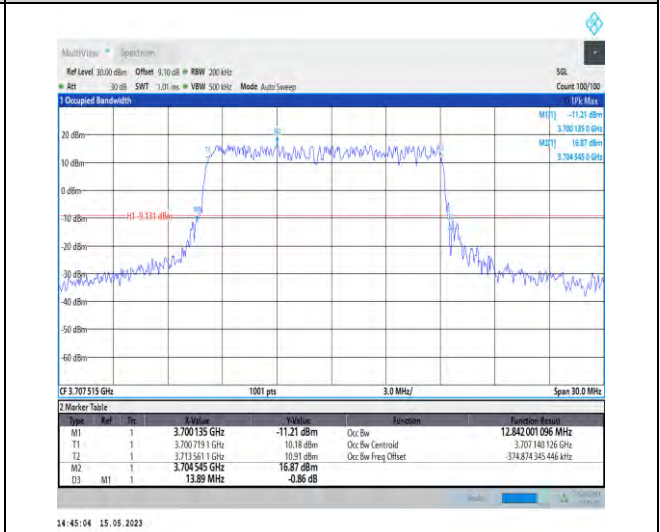 MultiView Spectrum
Ref Level 30.00 dBm Offset 9.10 dB RBW 200 kHz SGL
Att 30 dB SWT 1.01 ms VBW 500 kHz Mode Auto Sweep Count 100/100
1 Occupied Bandwidth 1Pk Max
M1[1] -11.21 dBm
3.700 135 0 GHz
M2[1] 16.87 dBm
3.704 545 0 GHz
20 dBm
10 dBm
0 dBm
H1 -9.131 dBm
-10 dBm
-20 dBm
-30 dBm
-40 dBm
-50 dBm
-60 dBm
CF 3.707 515 GHz 1001 pts 3.0 MHz/ Span 30.0 MHz
2 Marker Table
Type Ref Trc X-Value Y-Value Function Function Result
M1 1 3.700135 GHz -11.21 dBm Occ Bw 12.842 001 096 MHz
T1 1 3.700 719 1 GHz 10.18 dBm Occ Bw Centroid 3.707 140 126 GHz
T2 1 3.713 561 1 GHz 10.91 dBm Occ Bw Freq Offset -374.874 345 446 kHz
M2 1 3.704 545 GHz 16.87 dBm
D3 M1 1 13.89 MHz -0.86 dB
14:45:04 15.05.2023